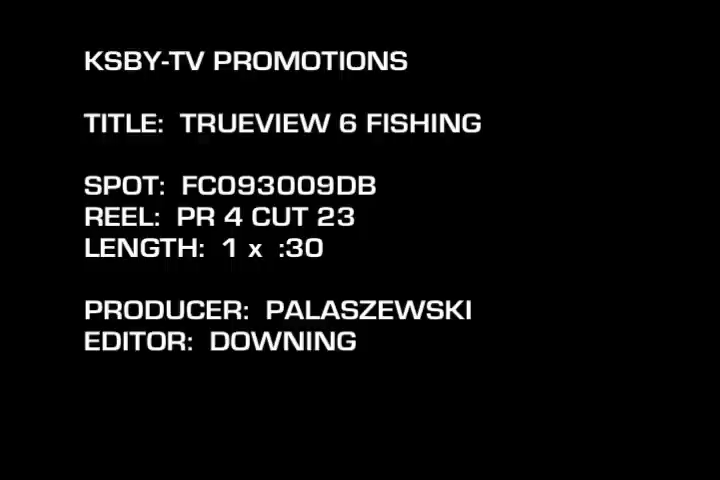 KSBY-TV PROMOTIONS
TITLE: TRUEVIEW 6 FISHING
SPOT: FC093009DB
REEL: PR 4 CUT 23
LENGTH: 1 x :30
PRODUCER: PALASZEWSKI
EDITOR: DOWNING